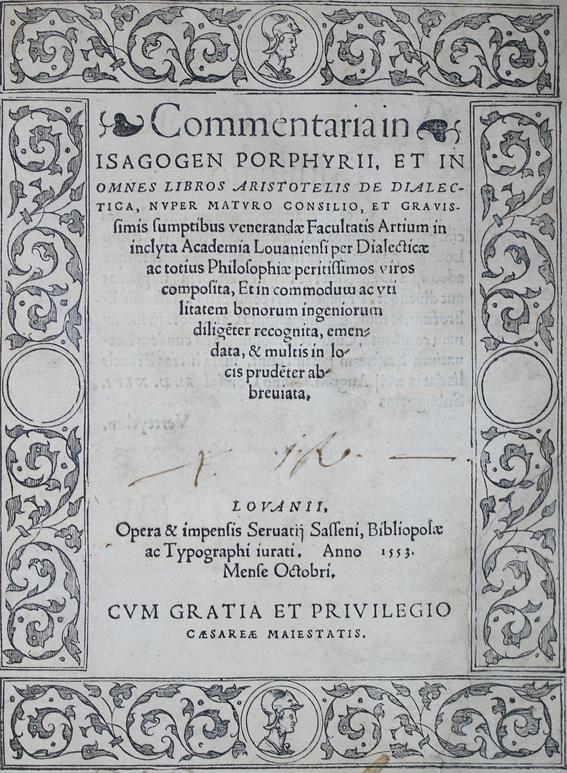 Commentaria in
ISAGOGEN PORPHYRII, ET IN
OMNES LIBROS ARISTOTELIS DE DIALEC-
TICA, NVPER MATVRO CONSILIO, ET GRAVIS-
simis sumptibus venerandæ Facultatis Artium in
inclyta Academia Louaniensi per Dialecticæ
ac totius Philosophiæ peritissimos viros
composita, Et in commodum ac vti
litatem bonorum ingeniorum
diligēter recognita, emen-
data, & multis in lo-
cis prudēter ab-
breuiata,
LOVANII,
Opera & impensis Seruatij Sasseni, Bibliopolæ
ac Typographi iurati. Anno 1553.
Mense Octobri.
CVM GRATIA ET PRIVILEGIO
CÆSAREÆ MAIESTATIS.